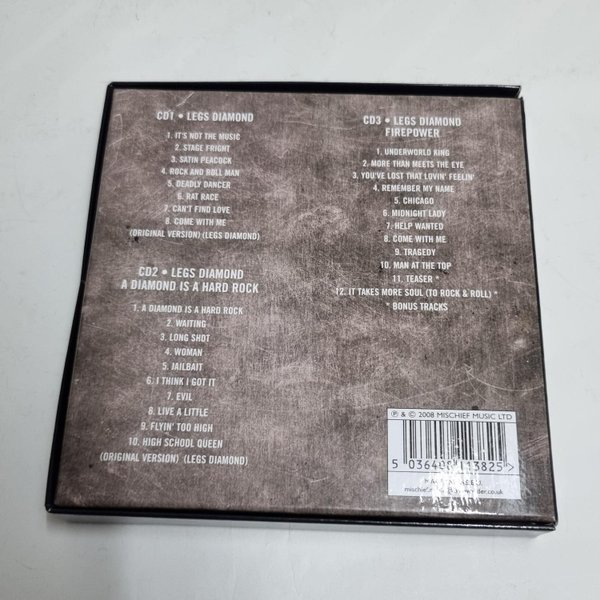 CD1 • LEGS DIAMOND
1. IT'S NOT THE MUSIC
2. STAGE FRIGHT
3. SATIN PEACOCK
4. ROCK AND ROLL MAN
5. DEADLY DANCER
6. RAT RACE
7. CAN'T FIND LOVE
8. COME WITH ME
(ORIGINAL VERSION) (LEGS DIAMOND)
CD2 • LEGS DIAMOND
A DIAMOND IS A HARD ROCK
1. A DIAMOND IS A HARD ROCK
2. WAITING
3. LONG SHOT
4. WOMAN
5. JAILBAIT
6. I THINK I GOT IT
7. EVIL
8. LIVE A LITTLE
9. FLYIN' TOO HIGH
10. HIGH SCHOOL QUEEN
(ORIGINAL VERSION) (LEGS DIAMOND)
CD3 • LEGS DIAMOND
FIREPOWER
1. UNDERWORLD KING
2. MORE THAN MEETS THE EYE
3. YOU'VE LOST THAT LOVIN' FEELIN'
4. REMEMBER MY NAME
5. CHICAGO
6. MIDNIGHT LADY
7. HELP WANTED
8. COME WITH ME
9. TRAGEDY
10. MAN AT THE TOP
11. TEASER *
12. IT TAKES MORE SOUL (TO ROCK & ROLL) *
* BONUS TRACKS
℗ & © 2008 MISCHIEF MUSIC LTD
5 036408 113825 >